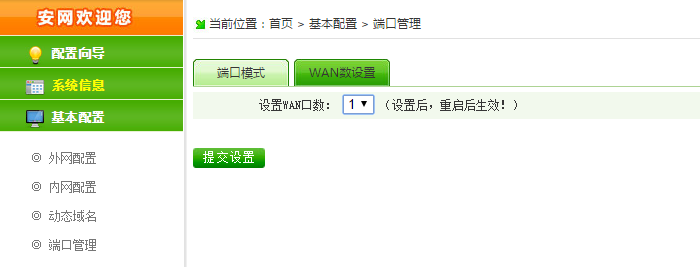 安网欢迎您
配置向导
系统信息
基本配置
外网配置
内网配置
动态域名
端口管理
当前位置：首页 > 基本配置 > 端口管理
端口模式 WAN数设置
设置WAN口数： 1 （设置后，重启后生效！）
提交设置